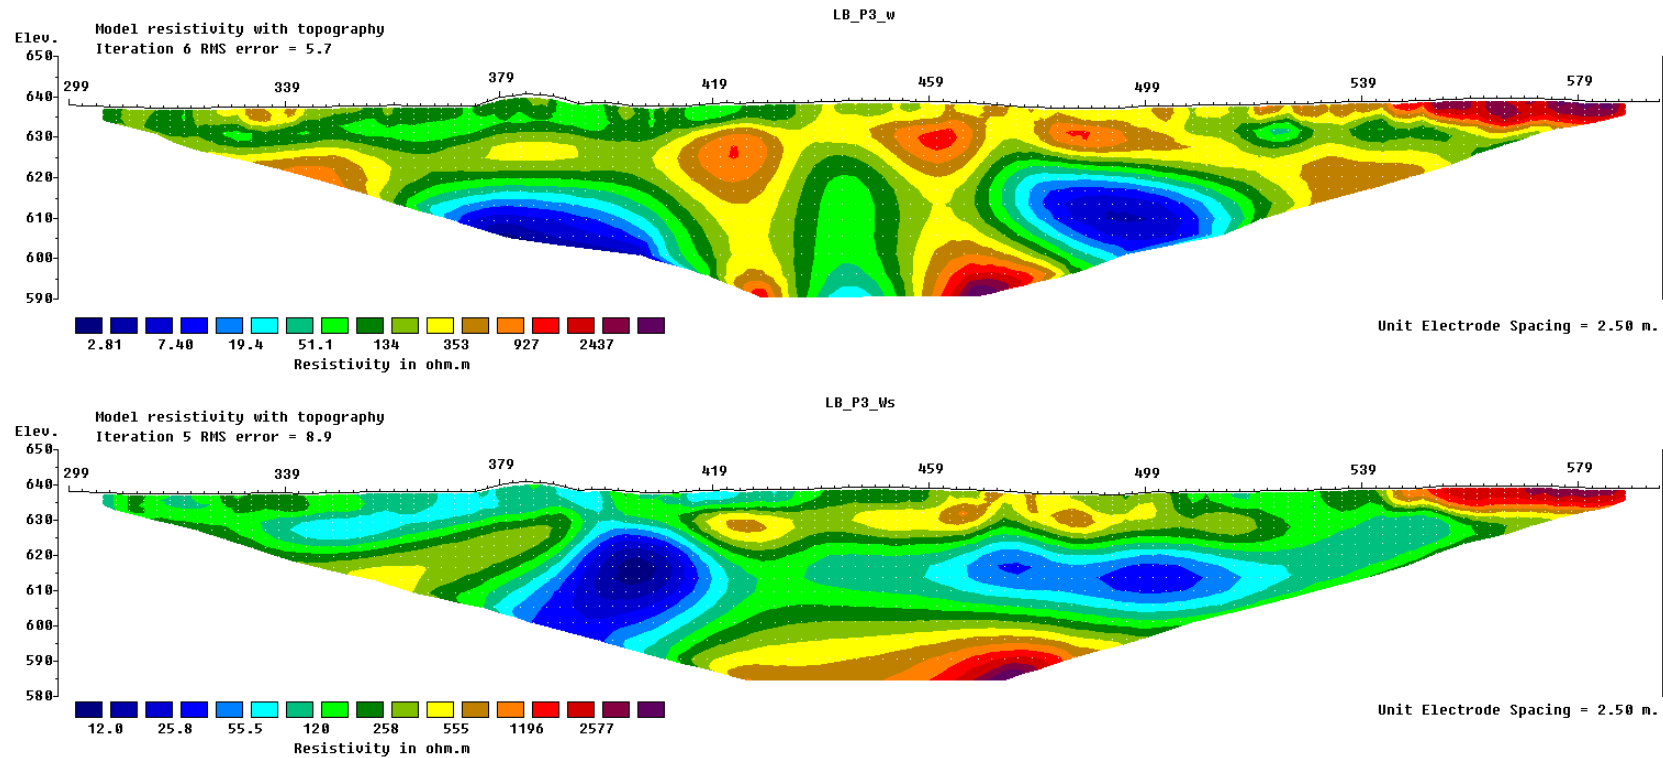 LB_P3_w
Model resistivity with topography
Iteration 6 RMS error = 5.7
Elev.
650
640
630
620
610
600
590
299 339 379 419 459 499 539 579
2.81 7.40 19.4 51.1 134 353 927 2437
Resistivity in ohm.m
Unit Electrode Spacing = 2.50 m.
LB_P3_Ws
Model resistivity with topography
Iteration 5 RMS error = 8.9
Elev.
650
640
630
620
610
600
590
580
299 339 379 419 459 499 539 579
12.0 25.8 55.5 120 258 555 1196 2577
Resistivity in ohm.m
Unit Electrode Spacing = 2.50 m.